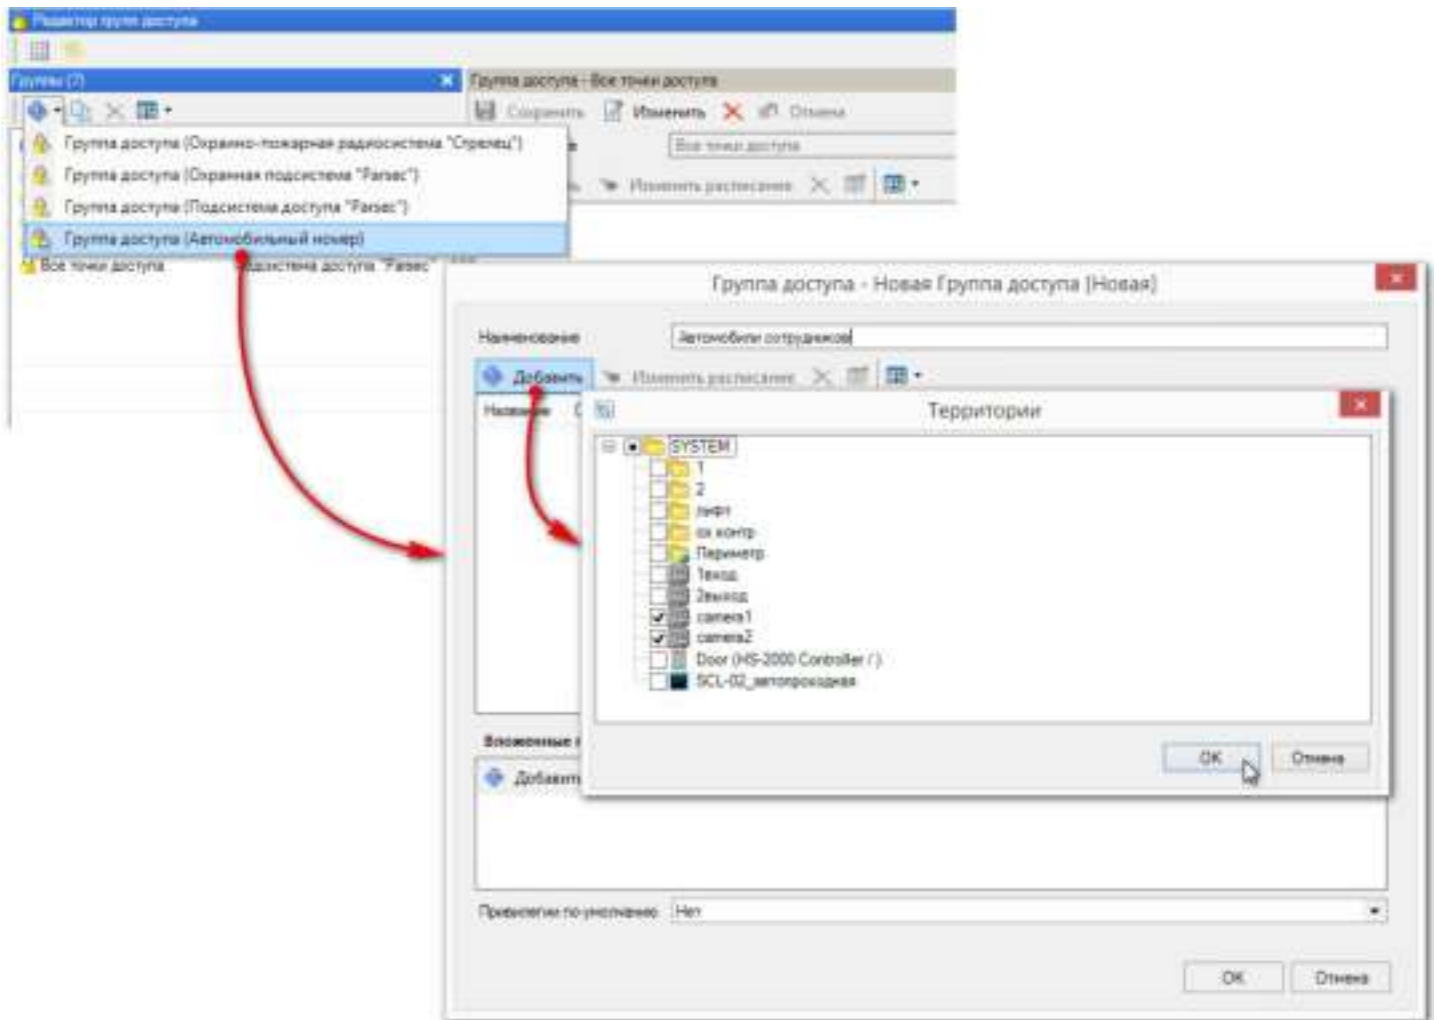 Редактор групп доступа
Группы (7)
Группа доступа - Все точки доступа
Сохранить Изменить Отмена
Группа доступа (Охранно-пожарная радиосистема "Стрелец")
Все точки доступа
Группа доступа (Охранная подсистема "Parsec")
Изменить расписание
Группа доступа (Подсистема доступа "Parsec")
Группа доступа (Автомобильный номер)
Все точки доступа Подсистема доступа "Parsec"
Группа доступа - Новая Группа доступа [Новая]
Наименование Автомобили сотрудников
Добавить Изменить расписание
Название
Территории
SYSTEM
1
2
лифт
ох контр
Периметр
1вход
2выход
camera1
camera2
Door (HS-2000 Controller / )
SCL-02_автопроходная
Вложенные
OK Отмена
Добавить
Привилегии по умолчанию Нет
OK Отмена